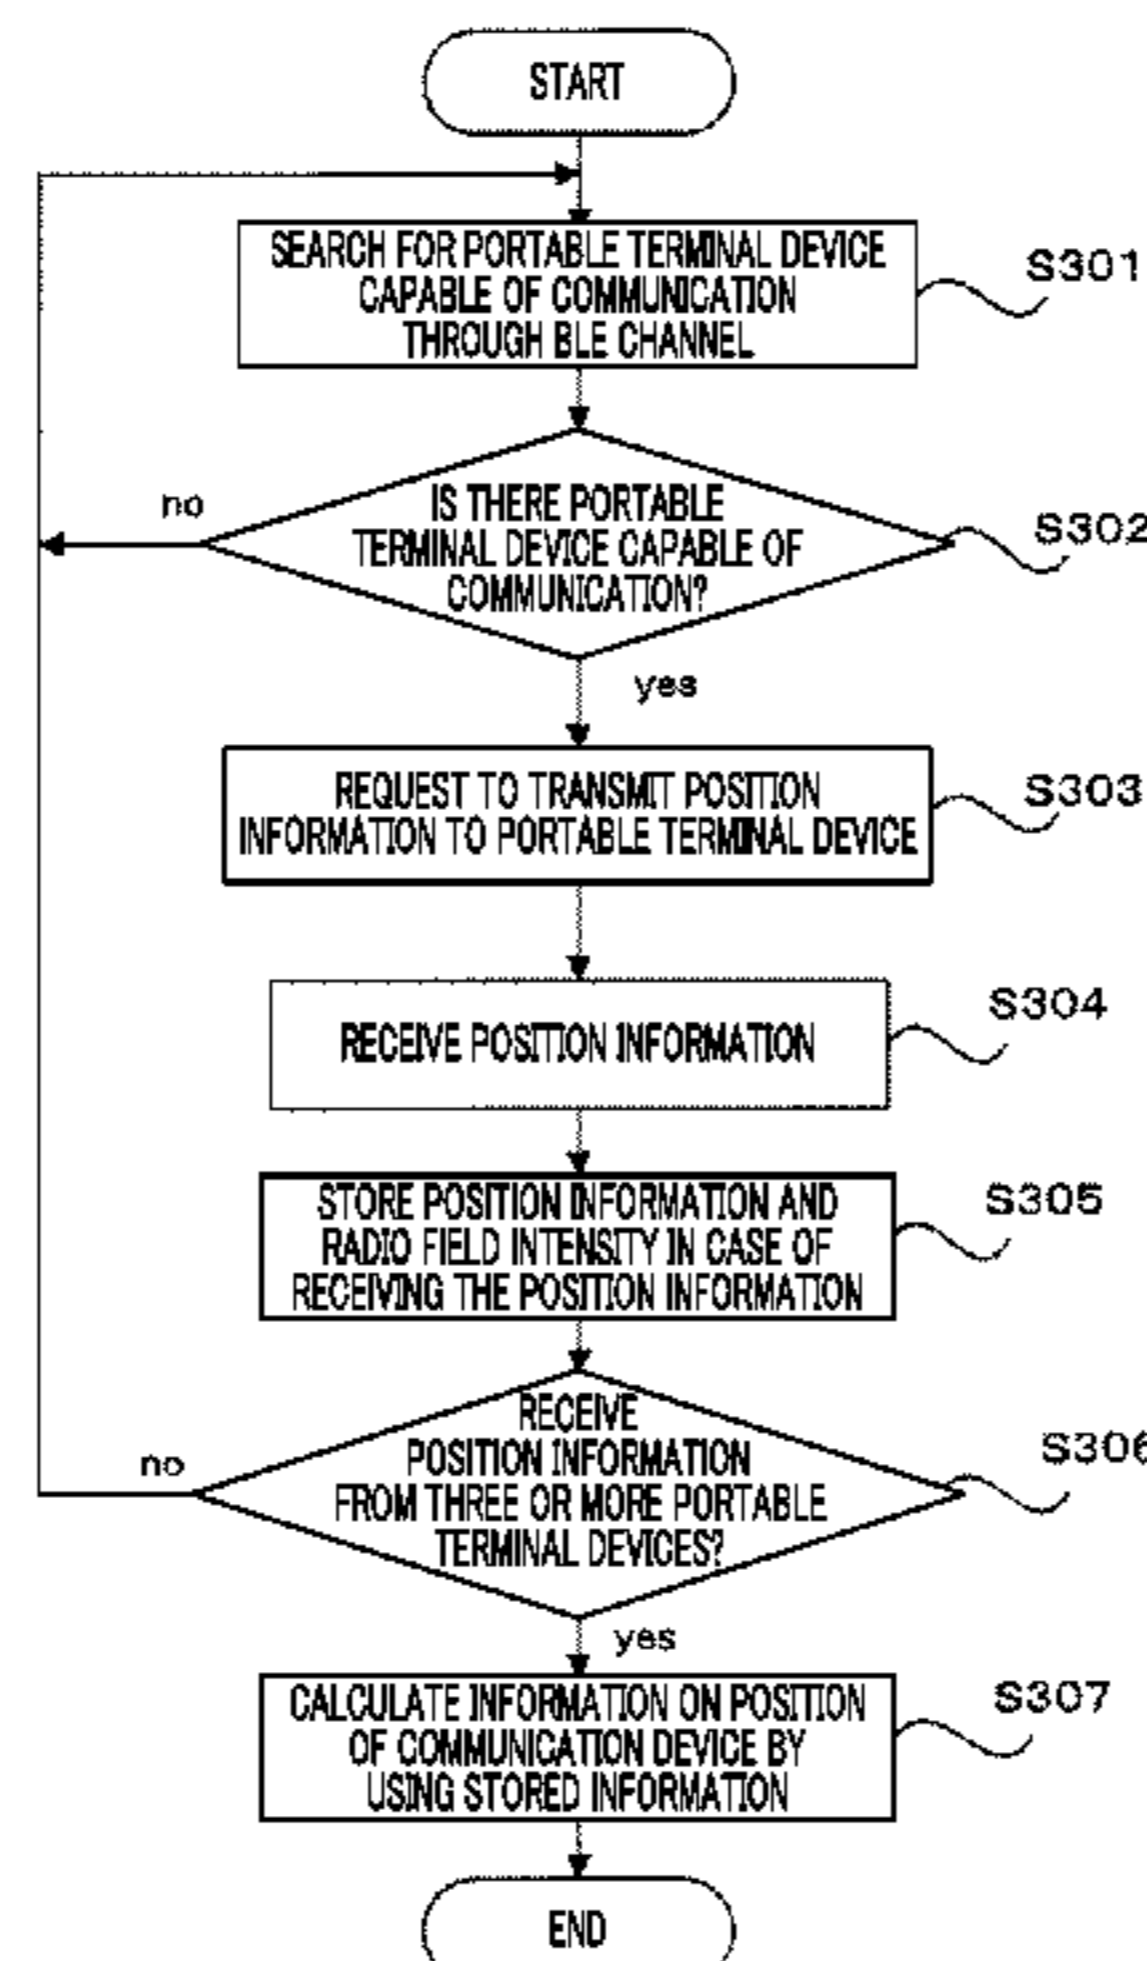 START
SEARCH FOR PORTABLE TERMINAL DEVICE
CAPABLE OF COMMUNICATION
THROUGH BLE CHANNEL
S301
IS THERE PORTABLE
TERMINAL DEVICE CAPABLE OF
COMMUNICATION?
S302
no
yes
REQUEST TO TRANSMIT POSITION
INFORMATION TO PORTABLE TERMINAL DEVICE
S303
RECEIVE POSITION INFORMATION
S304
STORE POSITION INFORMATION AND
RADIO FIELD INTENSITY IN CASE OF
RECEIVING THE POSITION INFORMATION
S305
RECEIVE
POSITION INFORMATION
FROM THREE OR MORE PORTABLE
TERMINAL DEVICES?
S306
no
yes
CALCULATE INFORMATION ON POSITION
OF COMMUNICATION DEVICE BY
USING STORED INFORMATION
S307
END